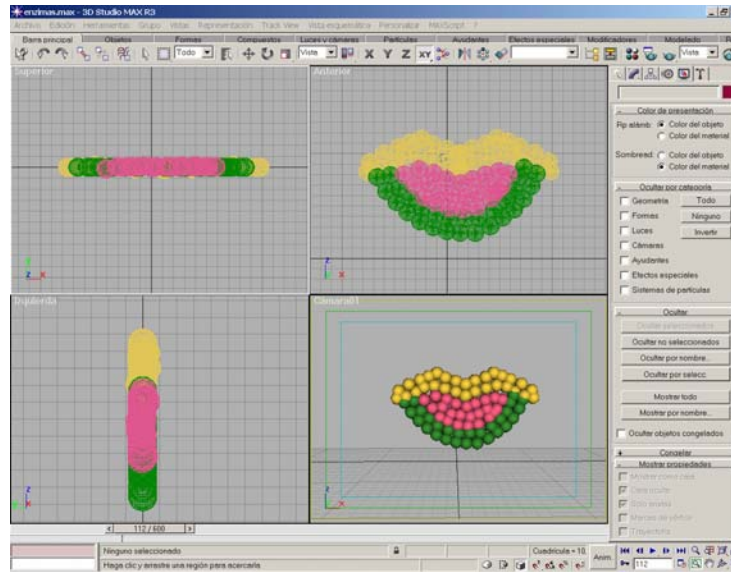 enzimas.max - 3D Studio MAX R3
Archivo Edición Herramientas Grupo Vistas Representación Track View Vista esquemática Personalizar MAXScript ?
Barra principal Objetos Formas Compuestos Luces y cámaras Partículas Ayudantes Efectos especiales Modificadores Modelado
Todo Vista X Y Z XY Vista
Superior
Anterior
Izquierda
Cámara01
Color de presentación
Rp alámb: Color del objeto
Color del material
Sombread: Color del objeto
Color del material
Ocultar por categoría
Geometría Todo
Formas Ninguno
Luces Invertir
Cámaras
Ayudantes
Efectos especiales
Sistemas de partículas
Ocultar
Ocultar seleccionados
Ocultar no seleccionados
Ocultar por nombre...
Ocultar por selecc.
Mostrar todo
Mostrar por nombre...
Ocultar objetos congelados
Congelar
Mostrar propiedades
Mostrar como caja
Cara ocultar
Sólo aristas
Marcas de vértice
Trayectoria
112 / 600
Ninguno seleccionado
Cuadrícula = 10,
Haga clic y arrastre una región para acercarla
Anim.
112